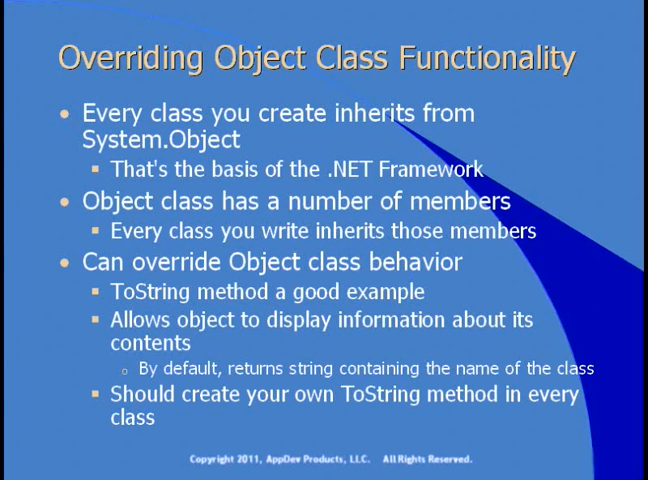 Overriding Object Class Functionality
• Every class you create inherits from
System.Object
▪ That's the basis of the .NET Framework
• Object class has a number of members
▪ Every class you write inherits those members
• Can override Object class behavior
▪ ToString method a good example
▪ Allows object to display information about its
contents
o By default, returns string containing the name of the class
▪ Should create your own ToString method in every
class
Copyright 2011, AppDev Products, LLC. All Rights Reserved.